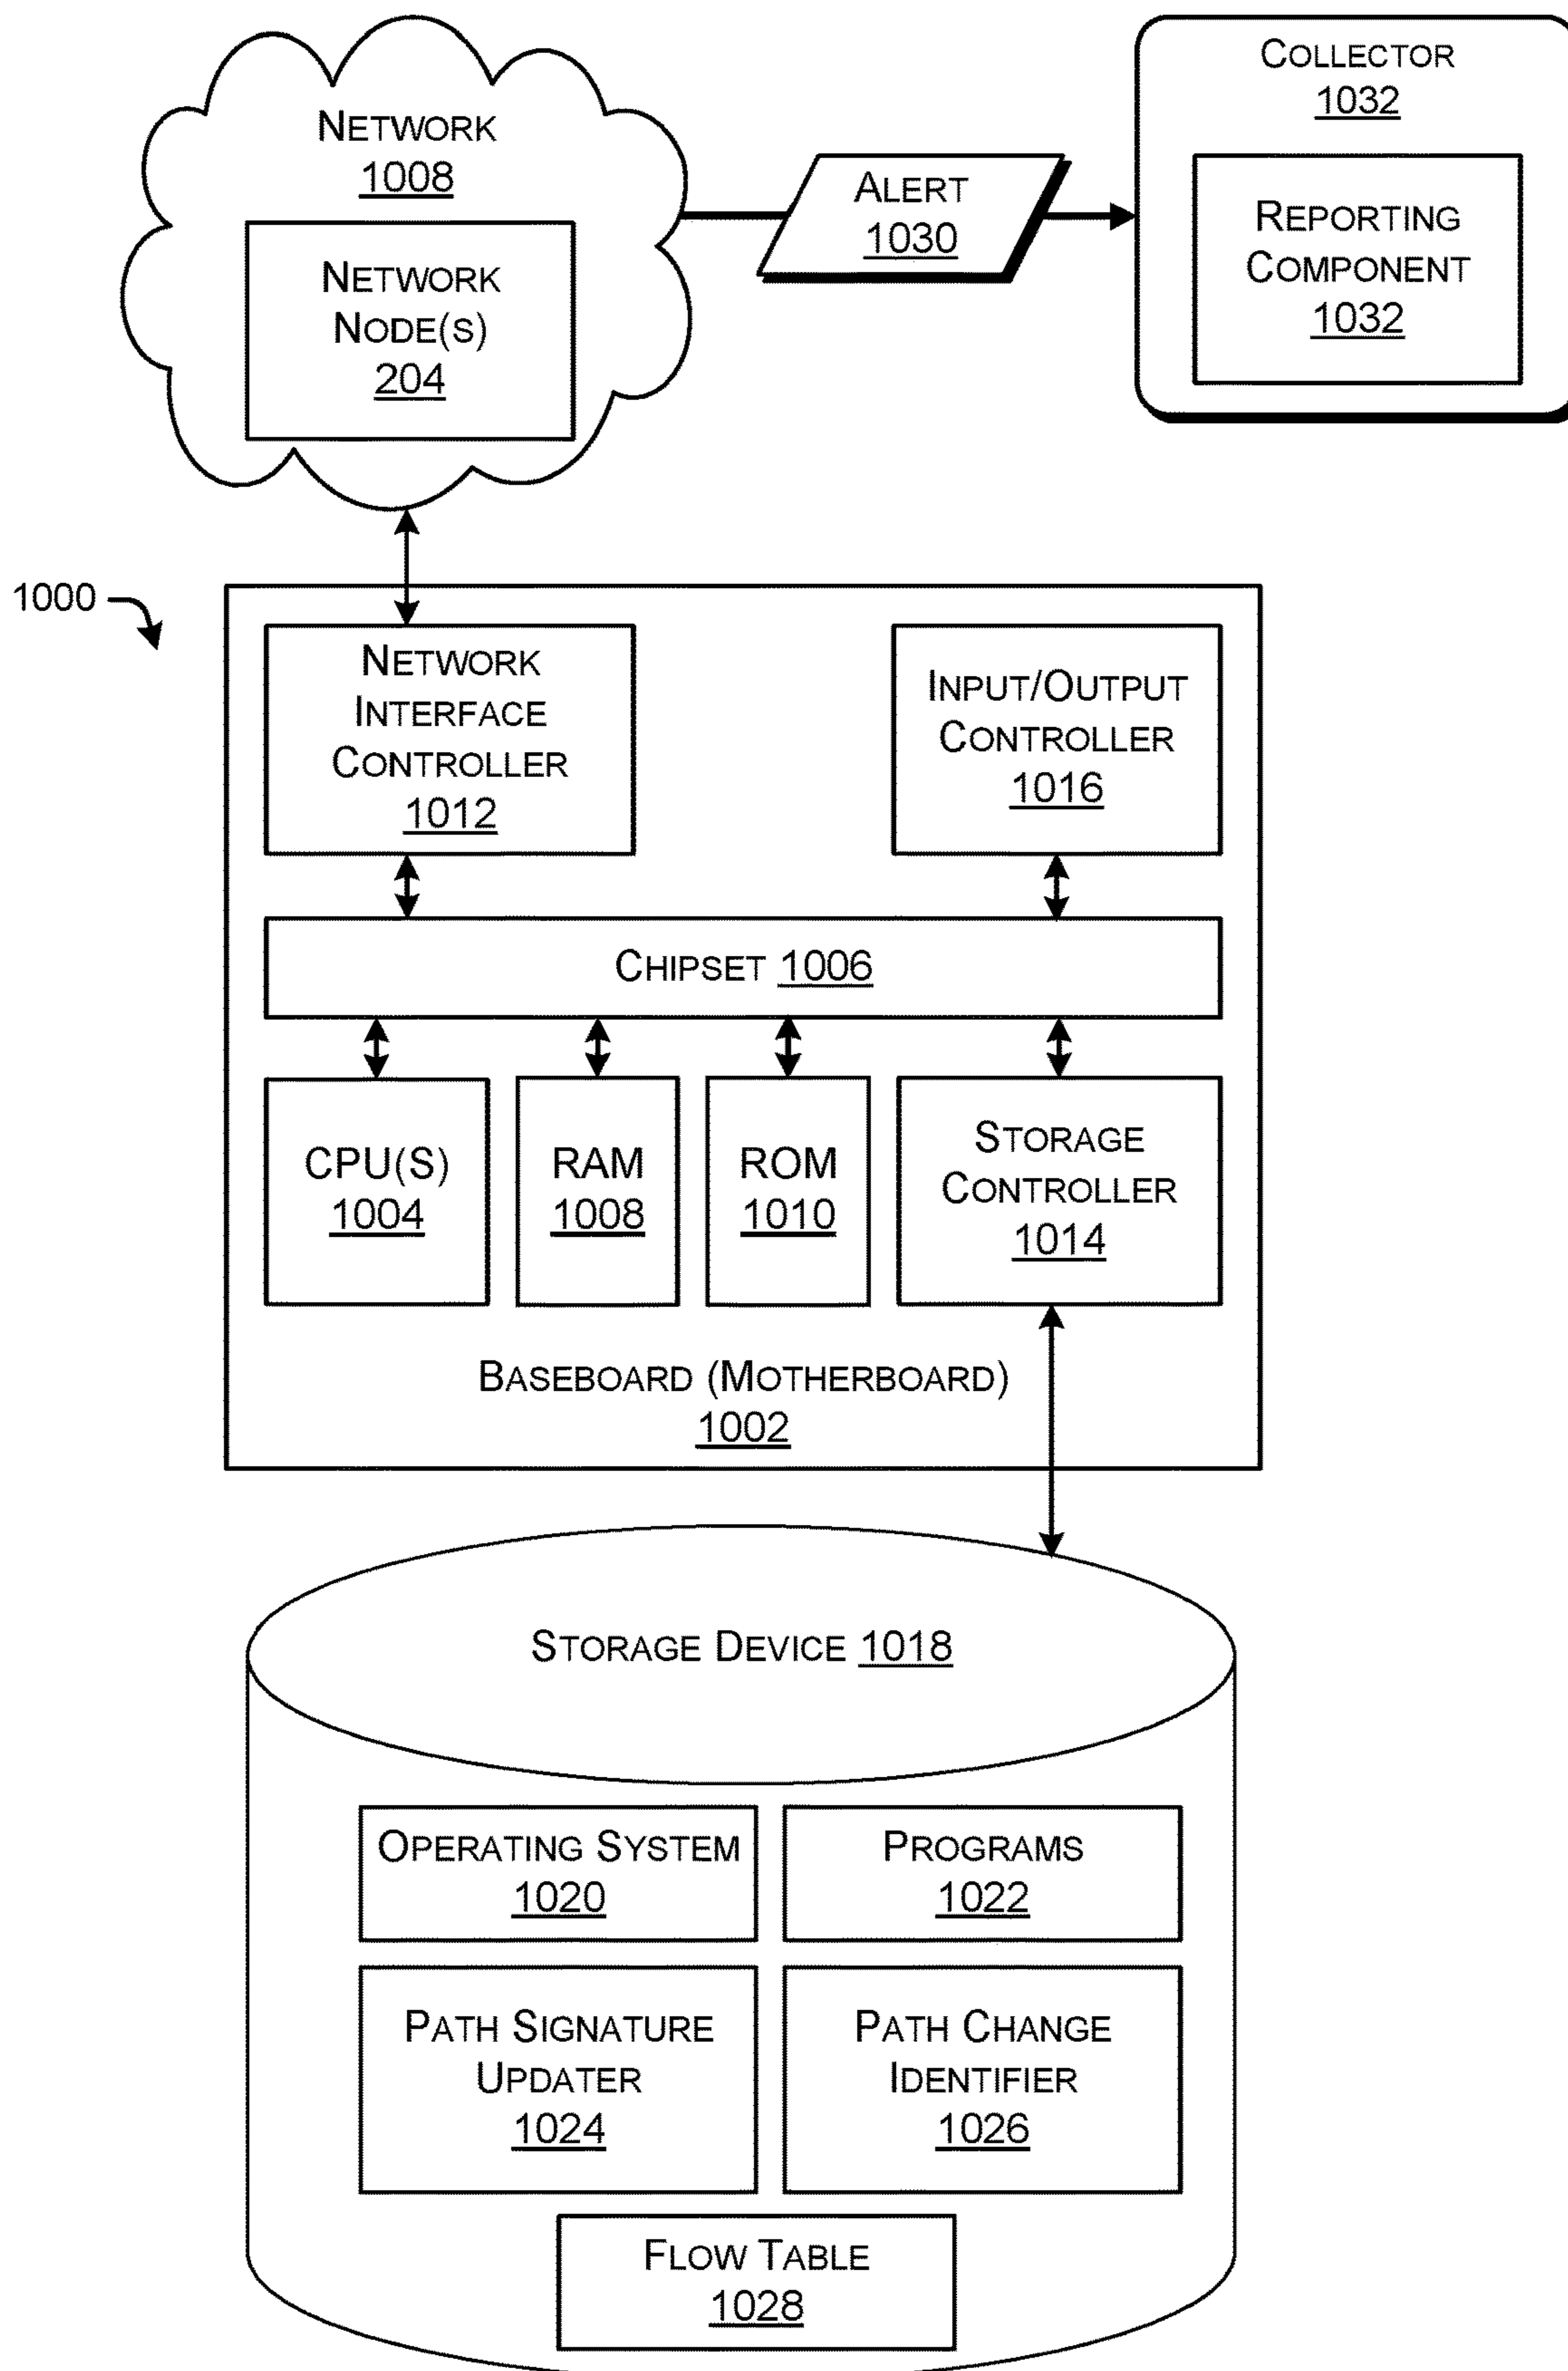 NETWORK
1008
NETWORK
NODE(S)
204
ALERT
1030
COLLECTOR
1032
REPORTING
COMPONENT
1032
1000
NETWORK
INTERFACE
CONTROLLER
1012
INPUT/OUTPUT
CONTROLLER
1016
CHIPSET 1006
CPU(S)
1004
RAM
1008
ROM
1010
STORAGE
CONTROLLER
1014
BASEBOARD (MOTHERBOARD)
1002
STORAGE DEVICE 1018
OPERATING SYSTEM
1020
PROGRAMS
1022
PATH SIGNATURE
UPDATER
1024
PATH CHANGE
IDENTIFIER
1026
FLOW TABLE
1028